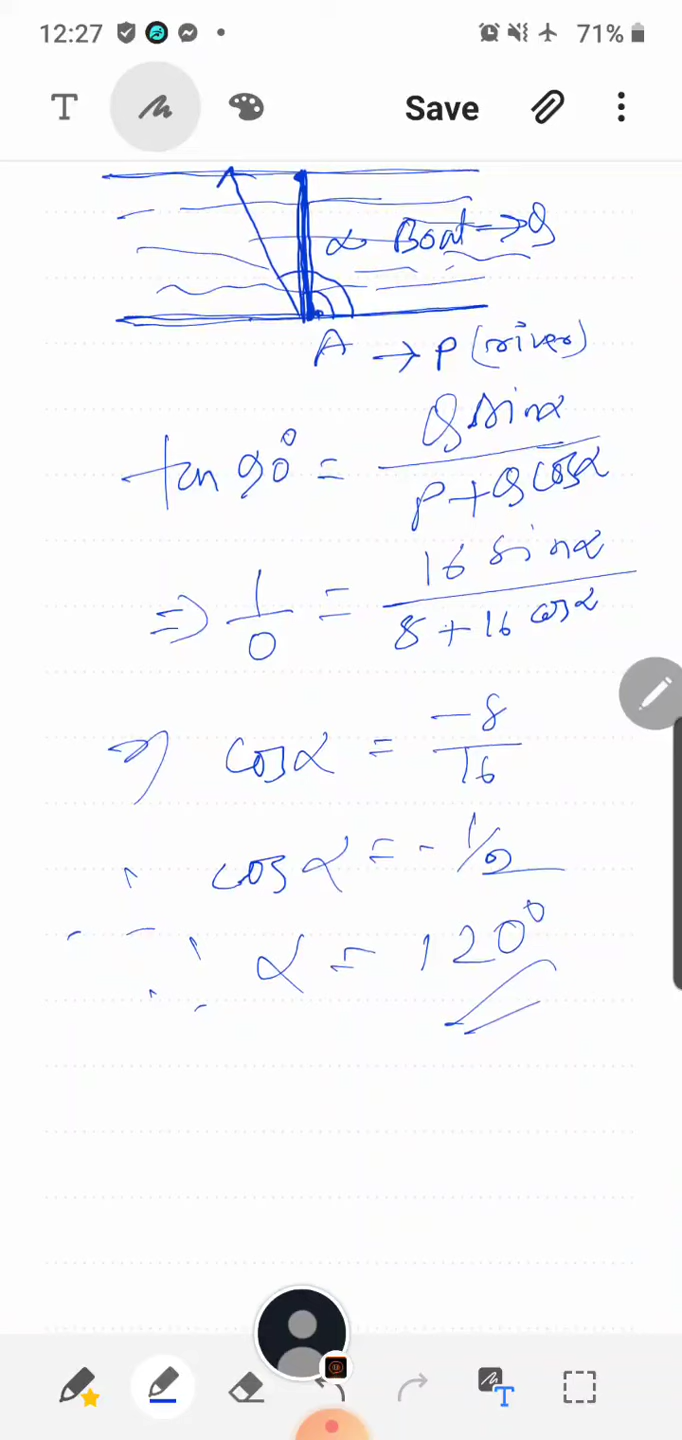 12:27 71%
T Save
α Boat → Q
A → P (river)
tan 90° = Q sinα / P + Q cosα
⇒ 1/0 = 16 sinα / 8 + 16 cosα
⇒ cosα = -8/16
cosα = - 1/2
∴ α = 120°
T